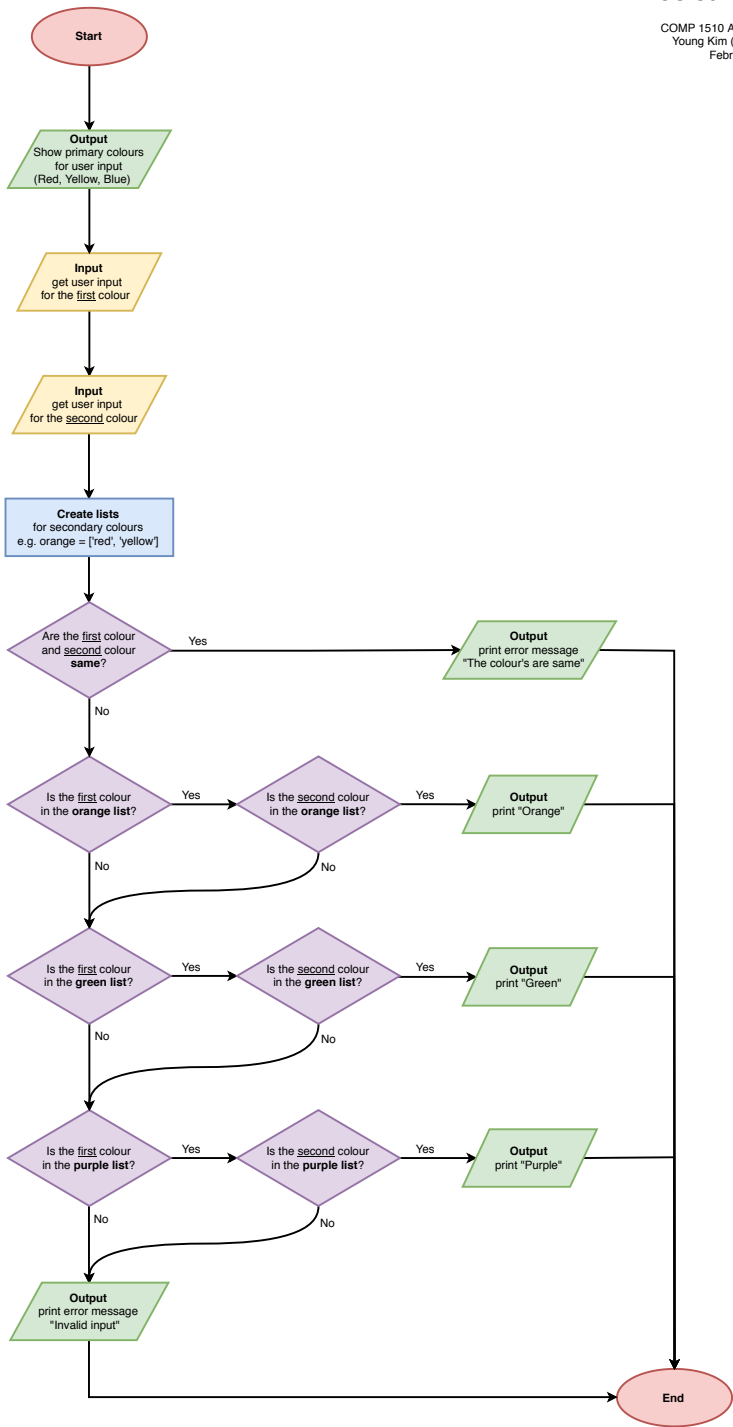 COMP 1510 A
Young Kim (
Start
Output
Show primary colours
for user input
(Red, Yellow, Blue)
Input
get user input
for the first colour
Input
get user input
for the second colour
Create lists
for secondary colours
e.g. orange = ['red', 'yellow']
Are the first colour
and second colour
same?
Yes
Output
print error message
"The colour's are same"
No
Is the first colour
in the orange list?
Yes
Is the second colour
in the orange list?
Yes
Output
print "Orange"
No
No
Is the first colour
in the green list?
Yes
Is the second colour
in the green list?
Yes
Output
print "Green"
No
No
Is the first colour
in the purple list?
Yes
Is the second colour
in the purple list?
Yes
Output
print "Purple"
No
No
Output
print error message
"Invalid input"
End